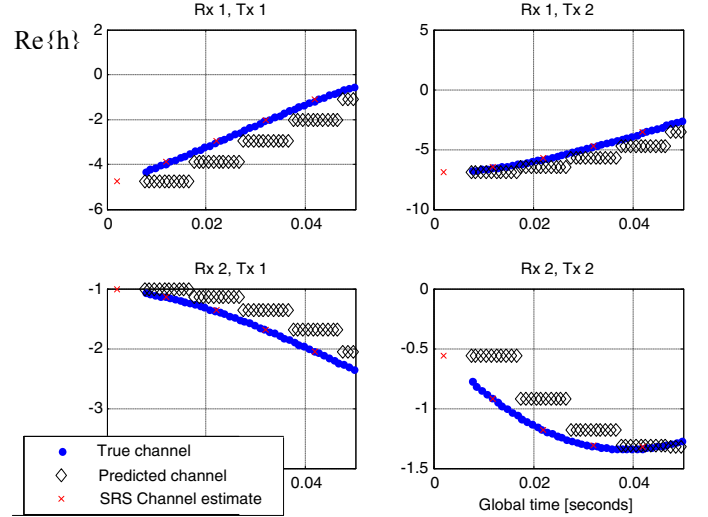 Rx 1, Tx 1
Rx 1, Tx 2
Re{h}
2
0
-2
-4
-6
0
0.02
0.04
5
0
-5
-10
0
0.02
0.04
Rx 2, Tx 1
Rx 2, Tx 2
-1
-2
-3
0.04
0
-0.5
-1
-1.5
0
0.02
0.04
Global time [seconds]
True channel
Predicted channel
SRS Channel estimate